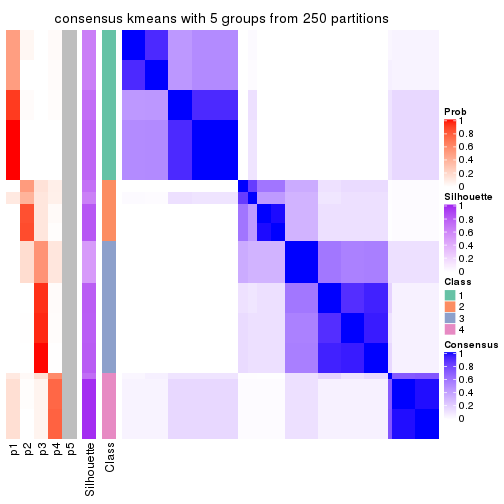 consensus kmeans with 5 groups from 250 partitions
Prob
1
0.8
0.6
0.4
0.2
0
Silhouette
1
0.8
0.6
0.4
0.2
0
Class
1
2
3
4
Consensus
1
0.8
0.6
0.4
0.2
0
p1
p2
p3
p4
p5
Silhouette
Class